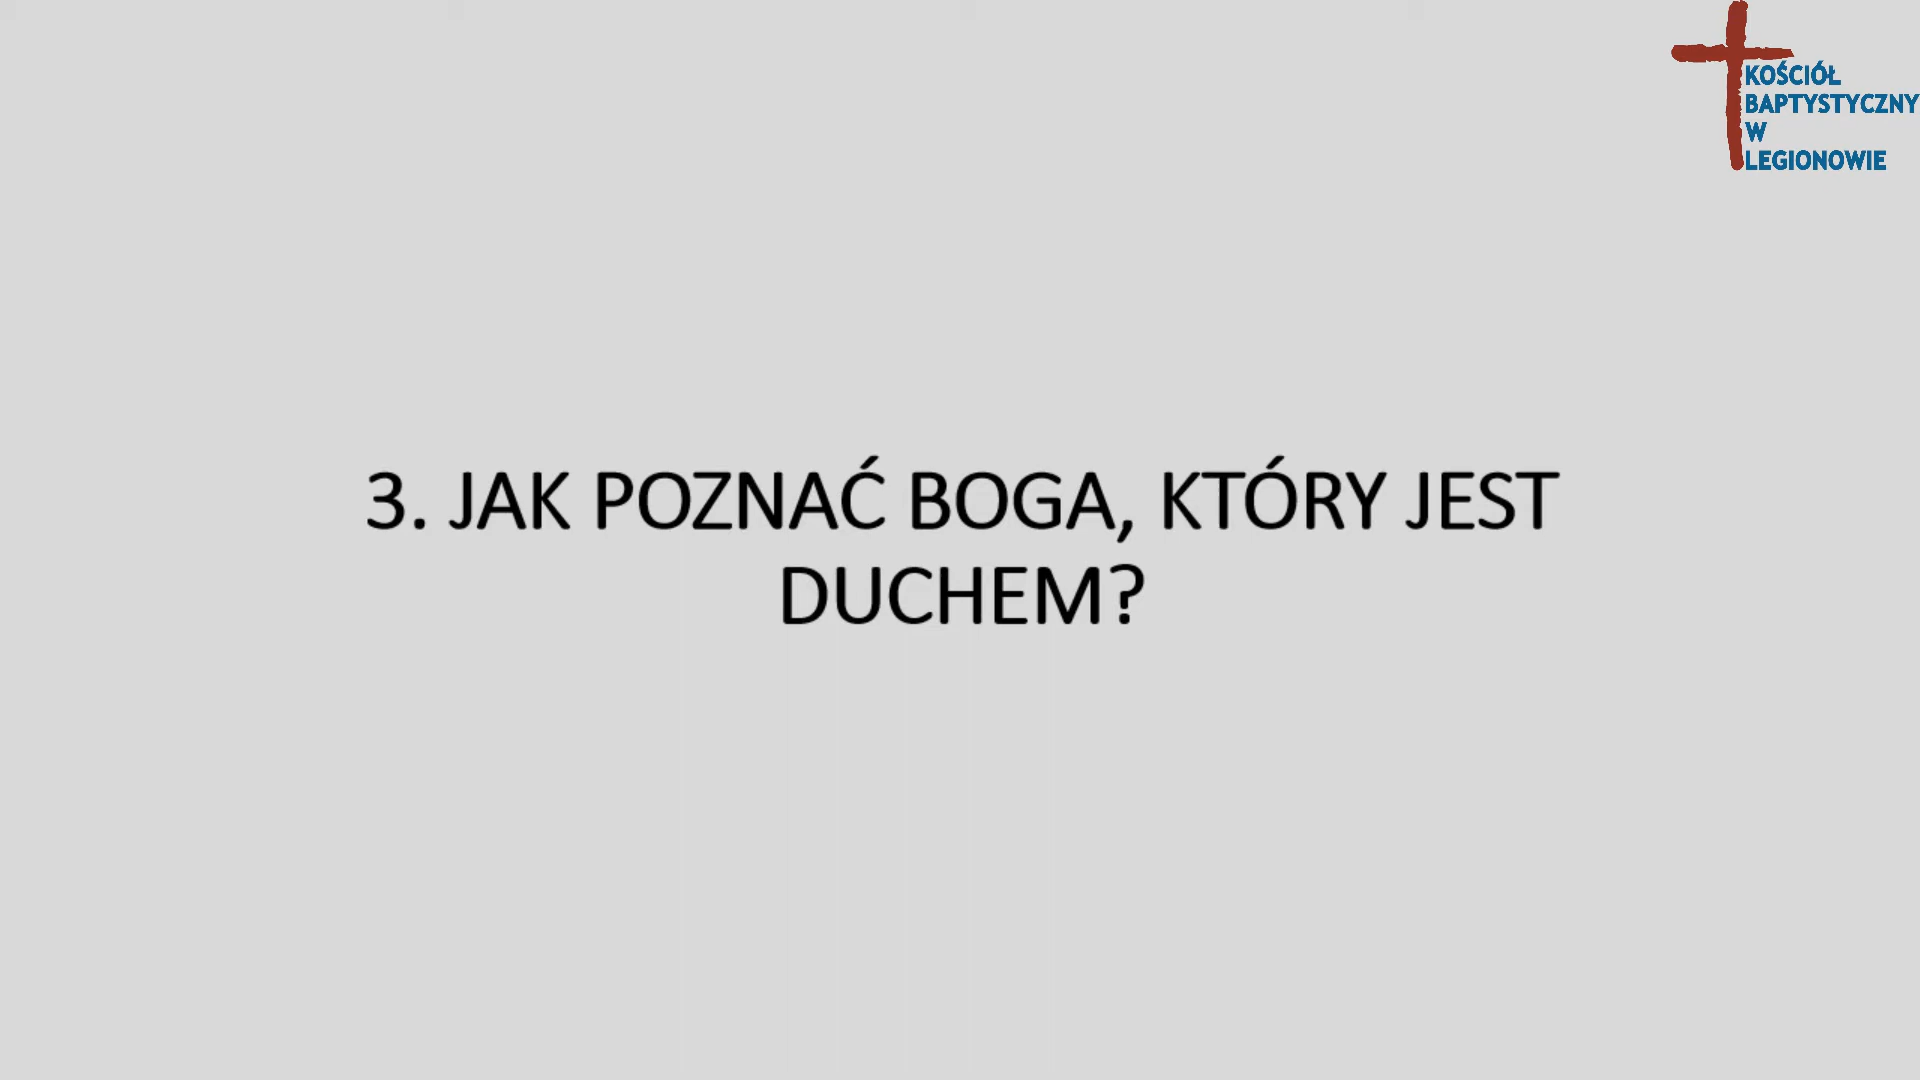 KOŚCIÓŁ
BAPTYSTYCZNY
W
LEGIONOWIE
3. JAK POZNAĆ BOGA, KTÓRY JEST
DUCHEM?